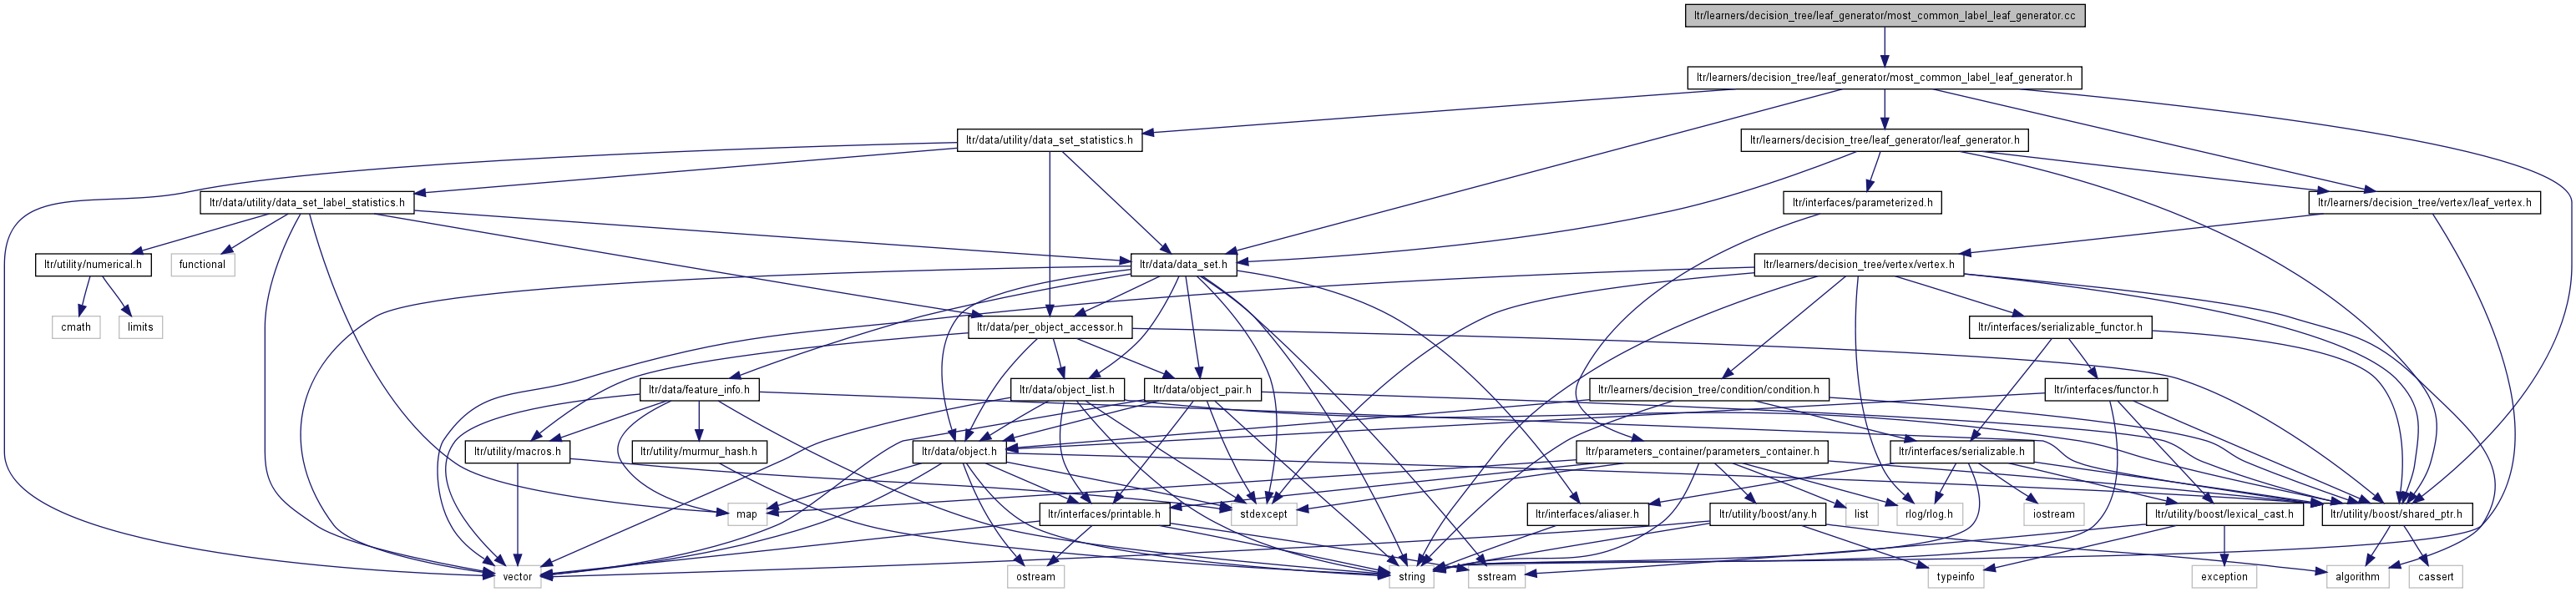 ltr/learners/decision_tree/leaf_generator/most_common_label_leaf_generator.cc
ltr/learners/decision_tree/leaf_generator/most_common_label_leaf_generator.h
ltr/data/utility/data_set_statistics.h
ltr/learners/decision_tree/leaf_generator/leaf_generator.h
ltr/data/utility/data_set_label_statistics.h
ltr/interfaces/parameterized.h
ltr/learners/decision_tree/vertex/leaf_vertex.h
ltr/utility/numerical.h
functional
ltr/data/data_set.h
ltr/learners/decision_tree/vertex/vertex.h
cmath
limits
ltr/data/per_object_accessor.h
ltr/interfaces/serializable_functor.h
ltr/data/feature_info.h
ltr/data/object_list.h
ltr/data/object_pair.h
ltr/learners/decision_tree/condition/condition.h
ltr/interfaces/functor.h
ltr/utility/macros.h
ltr/utility/murmur_hash.h
ltr/data/object.h
ltr/parameters_container/parameters_container.h
ltr/interfaces/serializable.h
map
ltr/interfaces/printable.h
stdexcept
ltr/interfaces/aliaser.h
ltr/utility/boost/any.h
list
rlog/rlog.h
iostream
ltr/utility/boost/lexical_cast.h
ltr/utility/boost/shared_ptr.h
vector
ostream
string
sstream
typeinfo
exception
algorithm
cassert